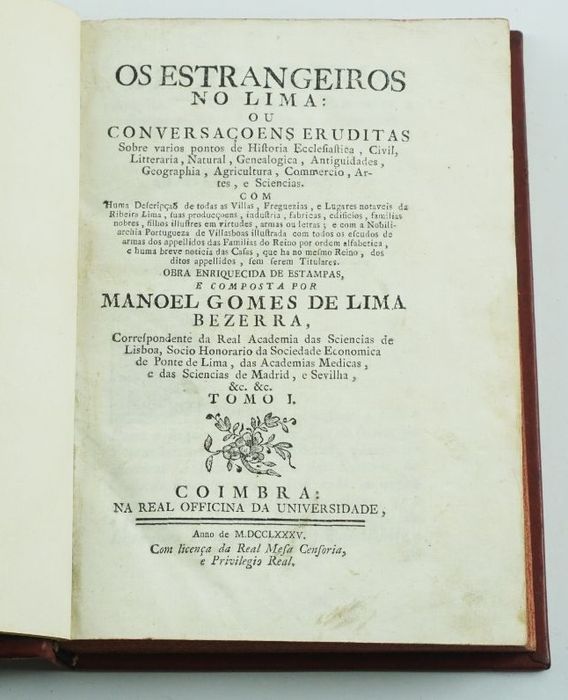 OS ESTRANGEIROS
NO LIMA:
OU
CONVERSAÇOENS ERUDITAS
Sobre varios pontos de Hiſtoria Eccleſiaſtica, Civil,
Litteraria, Natural, Genealogica, Antiguidades,
Geographia, Agricultura, Commercio, Ar-
tes, e Sciencias.
COM
Huma Deſcripçaõ de todas as Villas, Freguezias, e Lugares notaveis da
Ribeira Lima, ſuas producçoens, induſtria, fabricas, edificios, familias
nobres, filhos illuſtres em virtudes, armas ou letras; e com a Nobili-
archia Portugueza de Villasboas illuſtrada com todos os eſcudos de
armas dos appellidos das Familias do Reino por ordem alfabetica,
e huma breve noticia das Caſas, que ha no meſmo Reino, dos
ditos appellidos, ſem ſerem Titulares.
OBRA ENRIQUECIDA DE ESTAMPAS,
E COMPOSTA POR
MANOEL GOMES DE LIMA
BEZERRA,
Correſpondente da Real Academia das Sciencias de
Lisboa, Socio Honorario da Sociedade Economica
de Ponte de Lima, das Academias Medicas,
e das Sciencias de Madrid, e Sevilha,
&c. &c.
TOMO I.
COIMBRA:
NA REAL OFFICINA DA UNIVERSIDADE,
Anno de M.DCCLXXXV.
Com licença da Real Meſa Cenſoria,
e Privilegio Real.